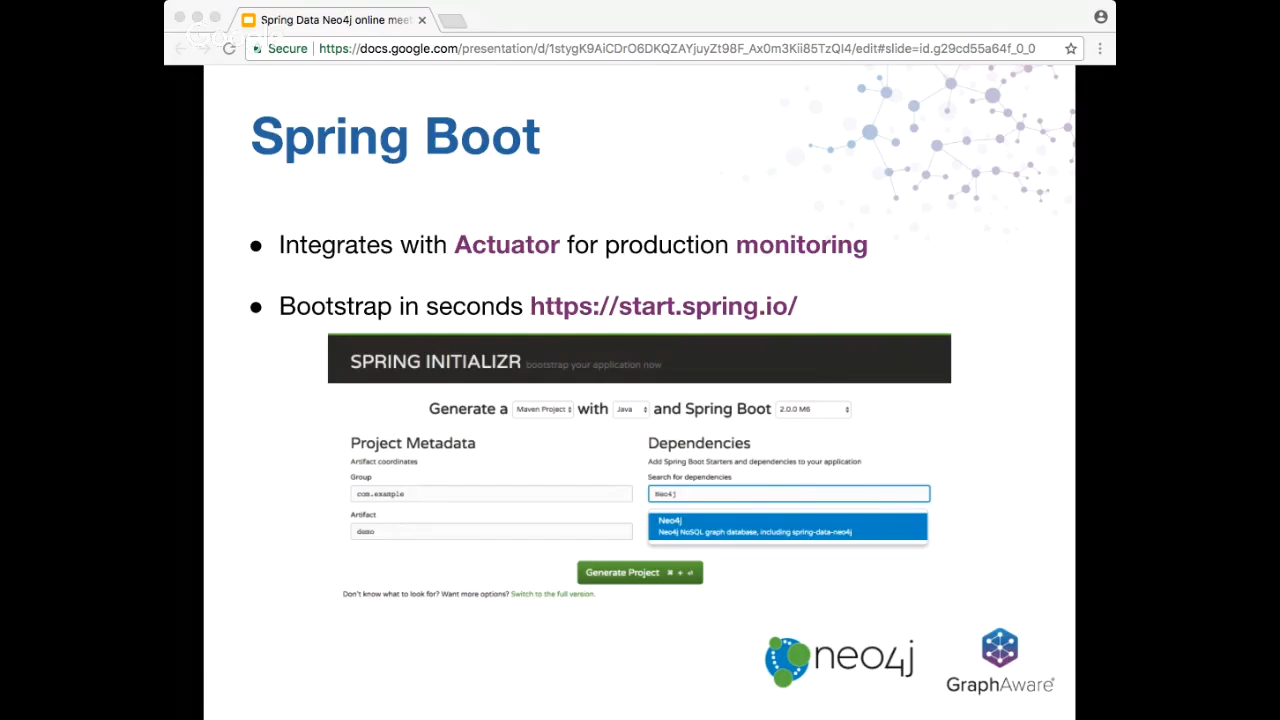 Spring Data Neo4j online meet
Secure https://docs.google.com/presentation/d/1stygK9AiCDrO6DKQZAYjuyZt98F_Ax0m3Kii85TzQI4/edit#slide=id.g29cd55a64f_0_0
Spring Boot
● Integrates with Actuator for production monitoring
● Bootstrap in seconds https://start.spring.io/
SPRING INITIALIZR bootstrap your application now
Generate a Maven Project with Java and Spring Boot 2.0.0 M6
Project Metadata
Artifact coordinates
Group
com.example
Artifact
demo
Dependencies
Add Spring Boot Starters and dependencies to your application
Search for dependencies
Neo4j
Neo4j
Neo4j NoSQL graph database, including spring-data-neo4j
Generate Project ⌘ + ⏎
Don't know what to look for? Want more options? Switch to the full version.
neo4j
GraphAware